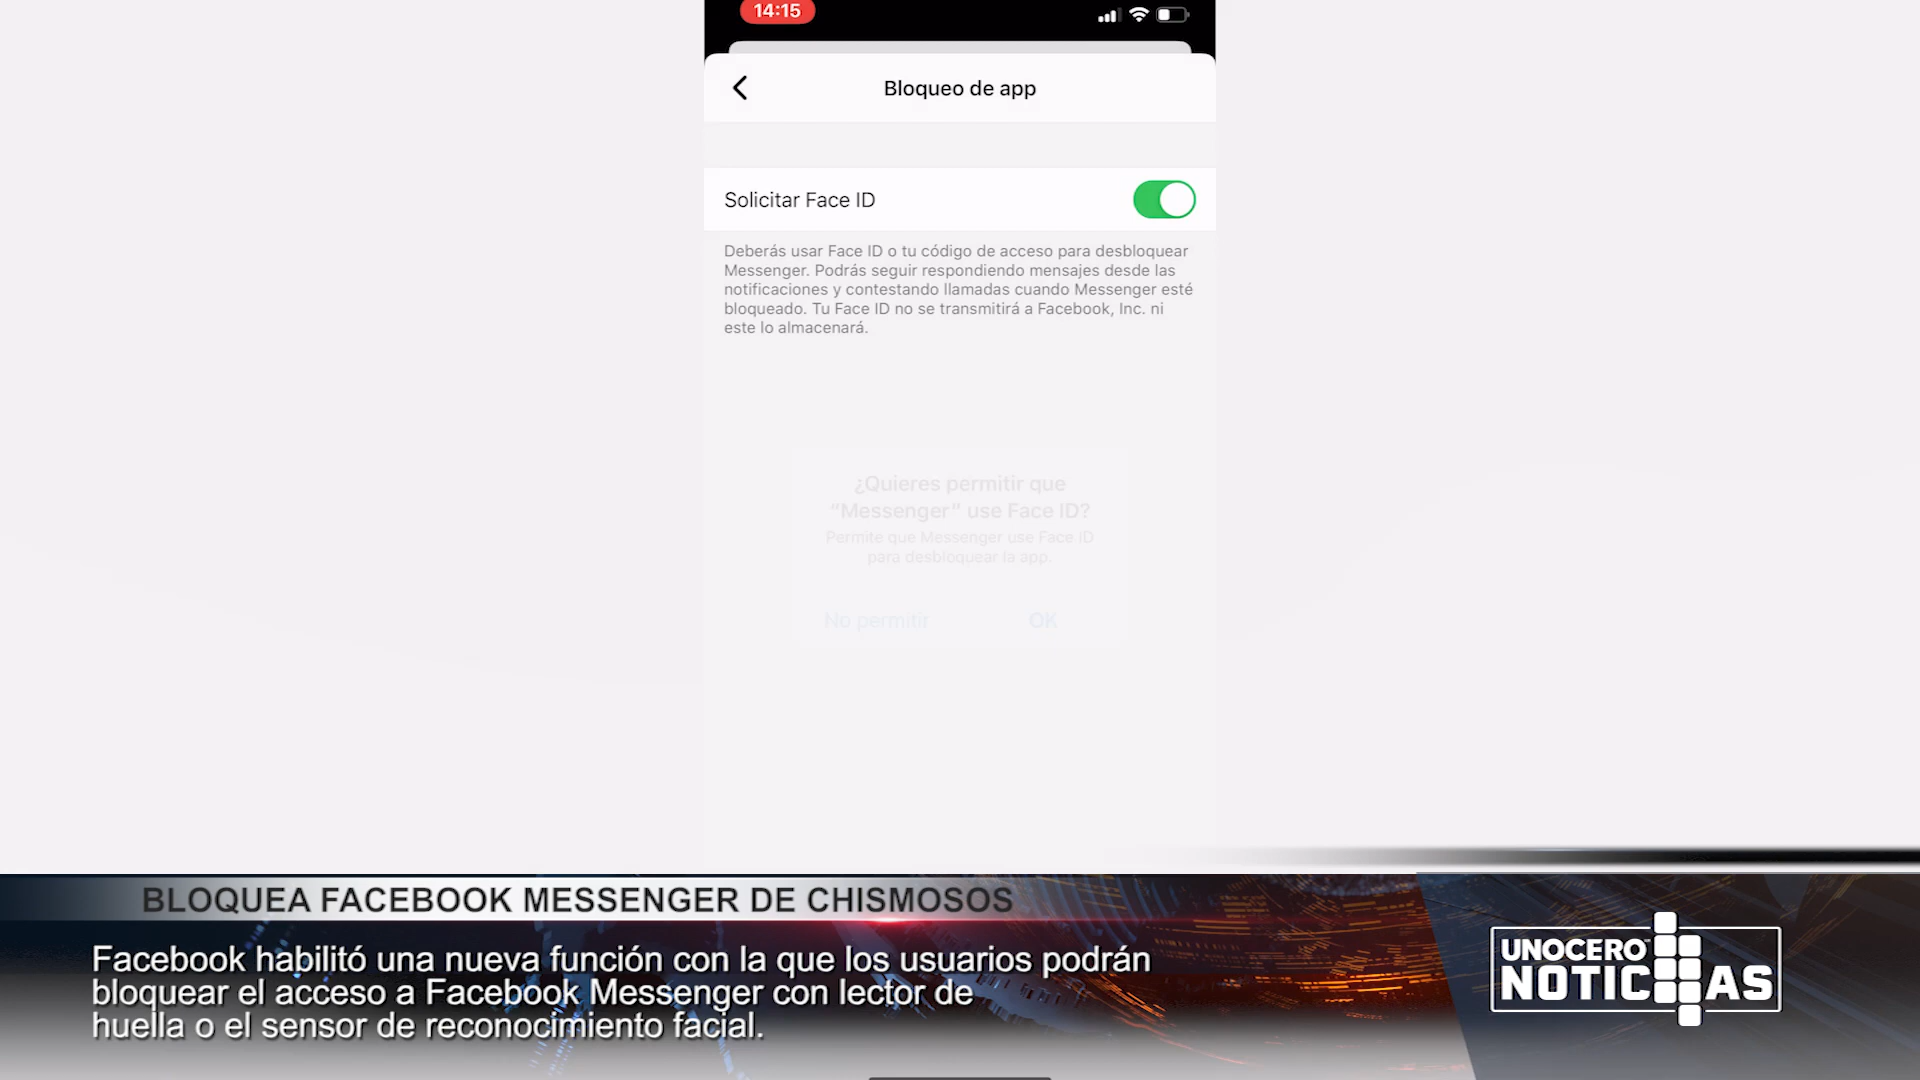 14:15
Bloqueo de app
Solicitar Face ID
Deberás usar Face ID o tu código de acceso para desbloquear
Messenger. Podrás seguir respondiendo mensajes desde las
notificaciones y contestando llamadas cuando Messenger esté
bloqueado. Tu Face ID no se transmitirá a Facebook, Inc. ni
este lo almacenará.
¿Quieres permitir que
“Messenger” use Face ID?
Permite que Messenger use Face ID
para desbloquear la app.
No permitir OK
BLOQUEA FACEBOOK MESSENGER DE CHISMOSOS
Facebook habilitó una nueva función con la que los usuarios podrán
bloquear el acceso a Facebook Messenger con lector de
huella o el sensor de reconocimiento facial.
UNOCERO
NOTICIAS